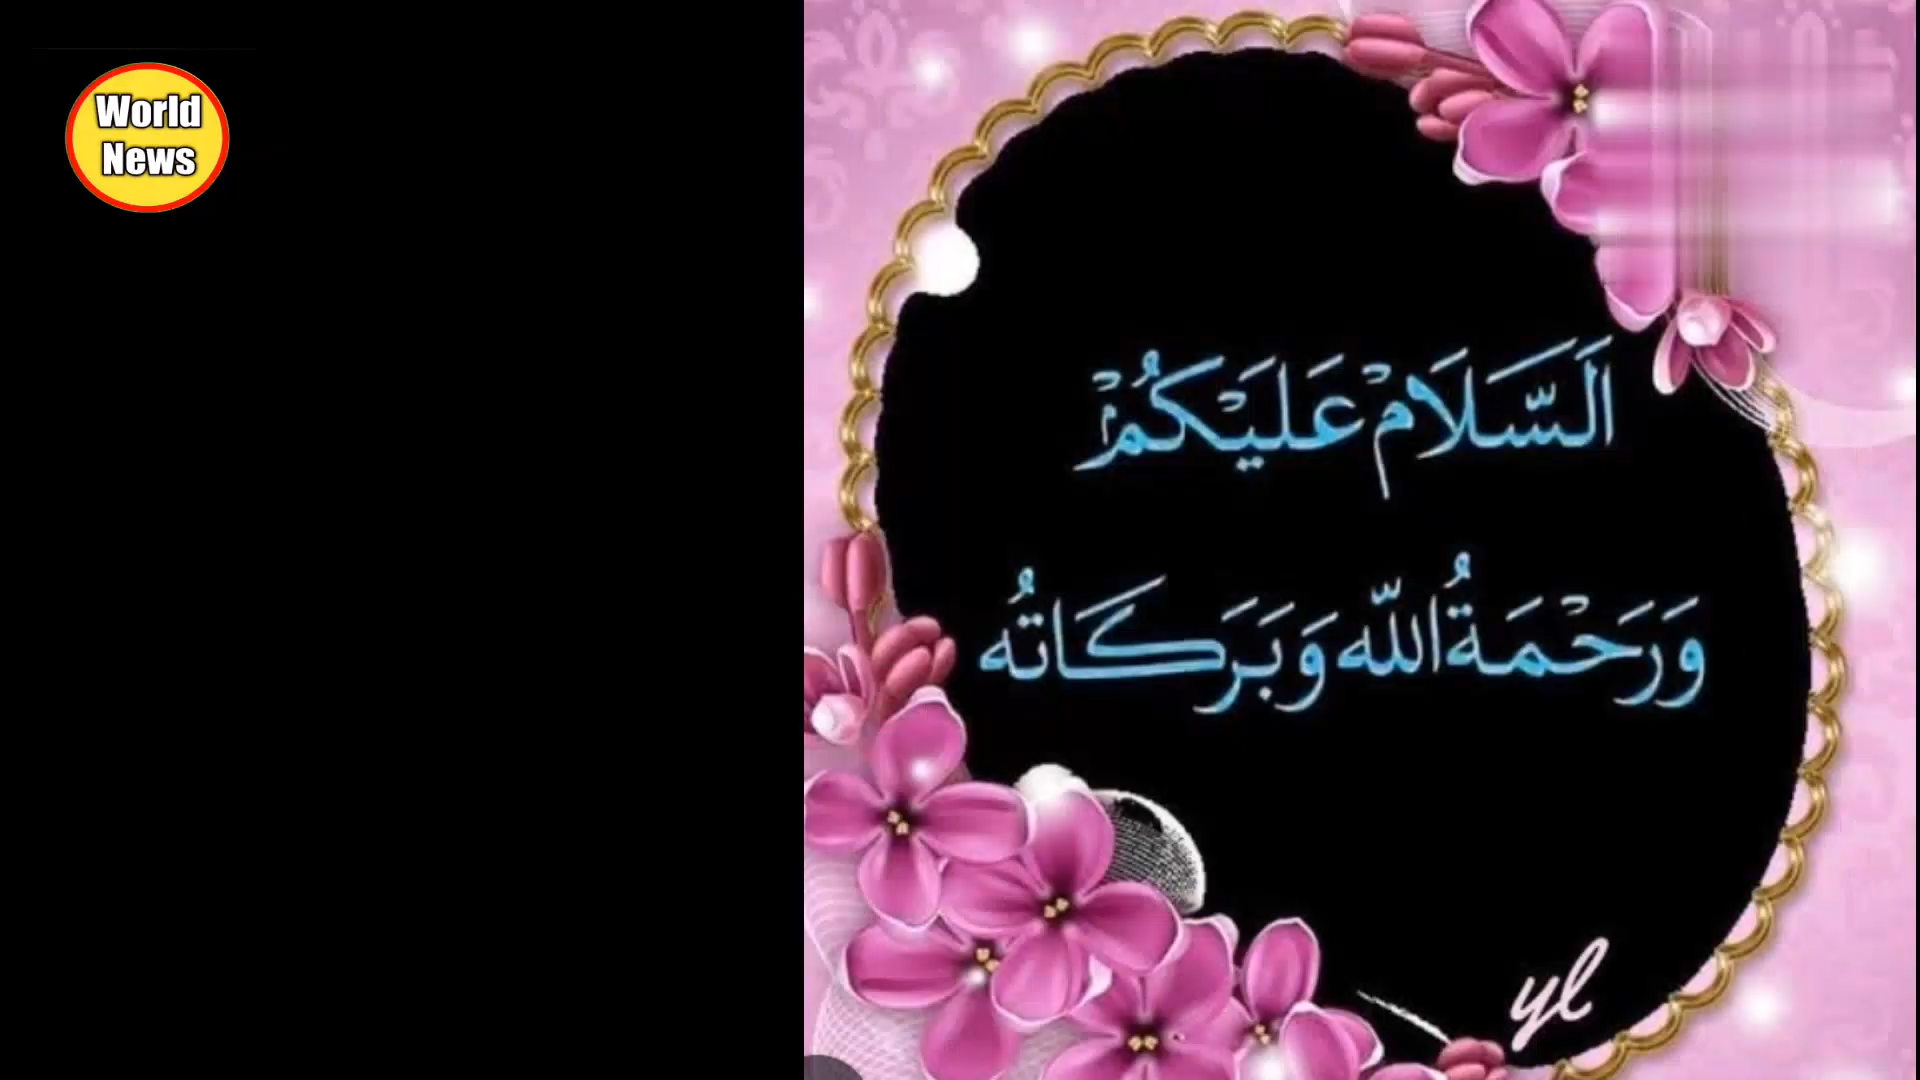 World
News
اَلسَّلَامْ عَلَيْكُمْ
وَرَحْمَةُ اللّه وَبَرَكَاتُه
yl